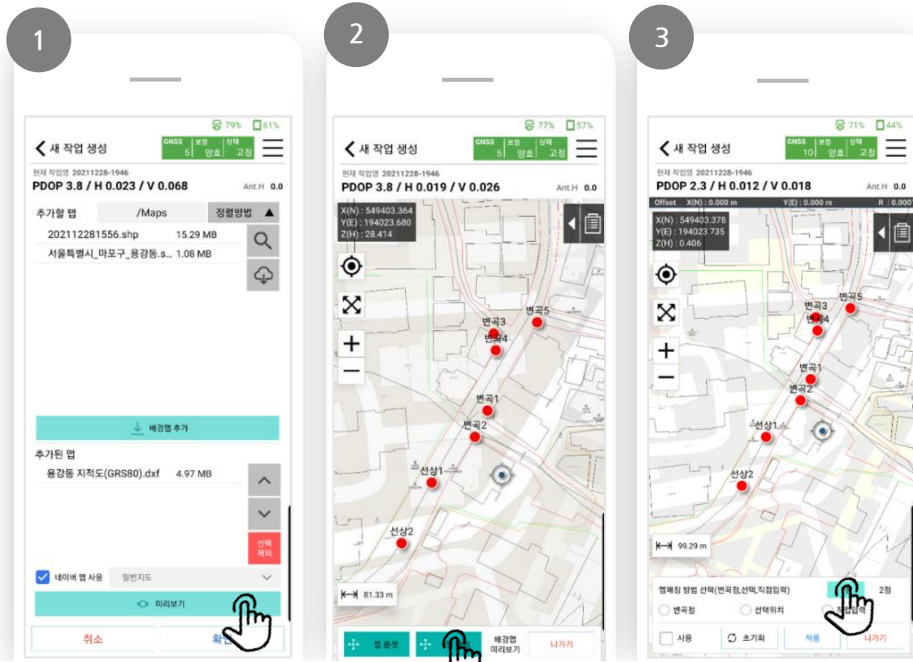 1
79% 61%
새 작업 생성
GNSS 보정 상태
5 양호 고정
현재 작업명 20211228-1946
PDOP 3.8 / H 0.023 / V 0.068 Ant.H 0.0
추가할 맵 /Maps 정렬방법 ▲
202112281556.shp 15.29 MB
서울특별시_마포구_용강동.s... 1.08 MB
배경맵 추가
추가된 맵
용강동 지적도(GRS80).dxf 4.97 MB
선택
제외
네이버 맵 사용 일반지도
미리보기
취소
2
77% 57%
새 작업 생성
GNSS 보정 상태
5 양호 고정
현재 작업명 20211228-1946
PDOP 3.8 / H 0.019 / V 0.026 Ant.H 0.0
X(N) : 549403.364
Y(E) : 194023.680
Z(H) : 28.414
변곡5
변곡3
변곡4
변곡1
변곡2
선상1
선상2
81.33 m
맵 옵셋
배경맵
미리보기
나가기
3
71% 44%
새 작업 생성
GNSS 보정 상태
10 양호 고정
현재 작업명 20211228-1946
PDOP 2.3 / H 0.012 / V 0.018 Ant.H 0.0
Offset X(N) : 0.000 m Y(E) : 0.000 m R : 0.000
X(N) : 549403.376
Y(E) : 194023.735
Z(H) : 0.406
변곡5
변곡3
변곡4
변곡1
변곡2
선상1
선상2
99.29 m
맵매칭 방법 선택(변곡점,선택,직접입력)
2점
변곡점 선택위치 직접입력
사용 초기화 적용 나가기